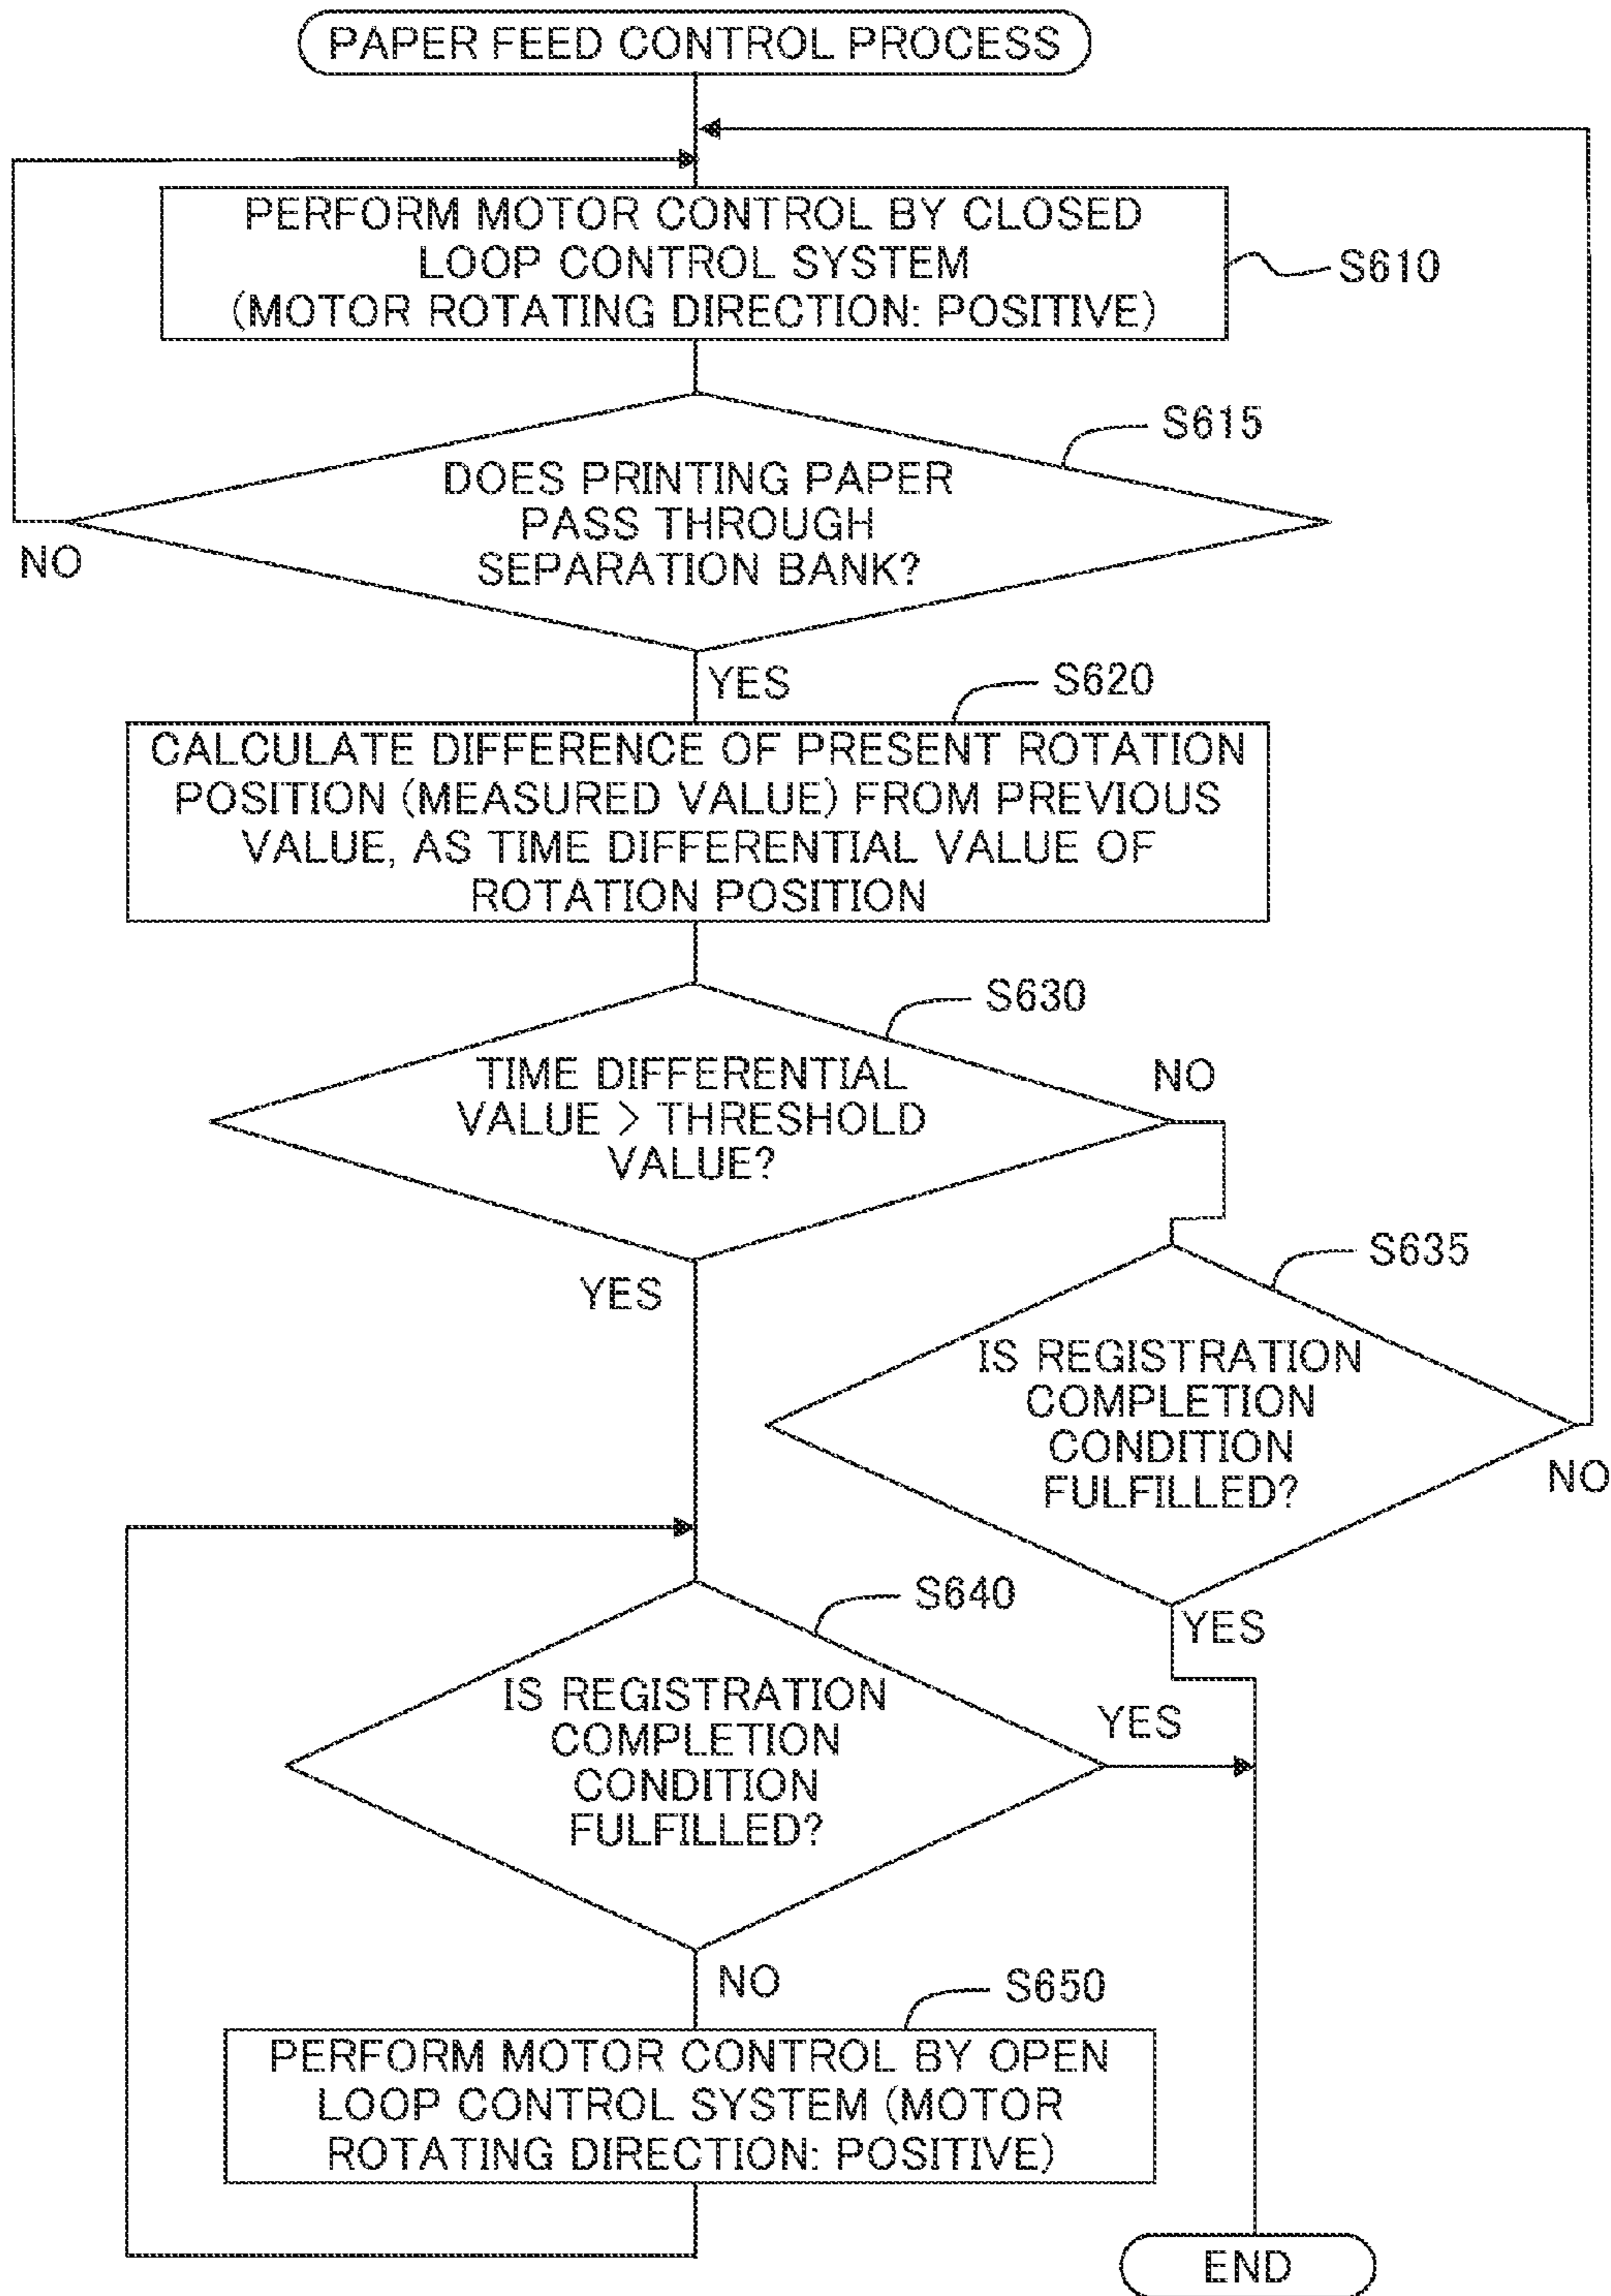 PAPER FEED CONTROL PROCESS
PERFORM MOTOR CONTROL BY CLOSED
LOOP CONTROL SYSTEM
(MOTOR ROTATING DIRECTION: POSITIVE)
S610
S615
DOES PRINTING PAPER
PASS THROUGH
SEPARATION BANK?
NO
YES
S620
CALCULATE DIFFERENCE OF PRESENT ROTATION
POSITION (MEASURED VALUE) FROM PREVIOUS
VALUE, AS TIME DIFFERENTIAL VALUE OF
ROTATION POSITION
S630
TIME DIFFERENTIAL
VALUE > THRESHOLD
VALUE?
NO
YES
S635
IS REGISTRATION
COMPLETION
CONDITION
FULFILLED?
NO
YES
S640
IS REGISTRATION
COMPLETION
CONDITION
FULFILLED?
YES
NO
S650
PERFORM MOTOR CONTROL BY OPEN
LOOP CONTROL SYSTEM (MOTOR
ROTATING DIRECTION: POSITIVE)
END